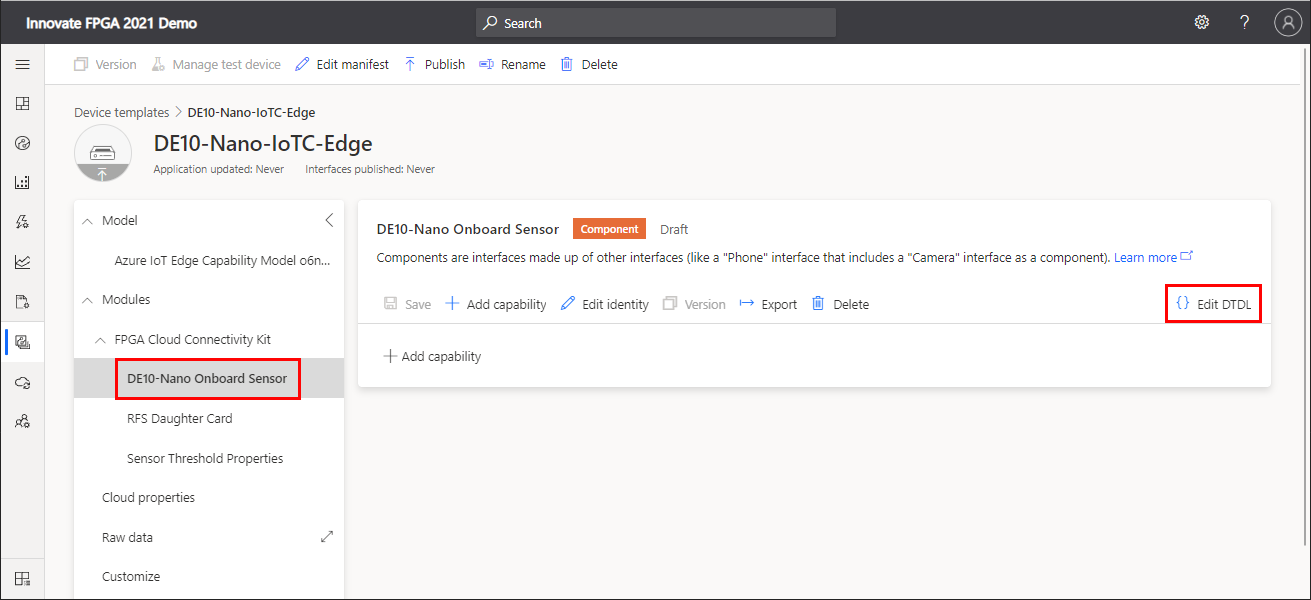 Innovate FPGA 2021 Demo
Search
Version Manage test device Edit manifest Publish Rename Delete
Device templates > DE10-Nano-IoTC-Edge
DE10-Nano-IoTC-Edge
Application updated: Never Interfaces published: Never
Model
Azure IoT Edge Capability Model o6n...
Modules
FPGA Cloud Connectivity Kit
DE10-Nano Onboard Sensor
RFS Daughter Card
Sensor Threshold Properties
Cloud properties
Raw data
Customize
DE10-Nano Onboard Sensor Component Draft
Components are interfaces made up of other interfaces (like a "Phone" interface that includes a "Camera" interface as a component). Learn more
Save Add capability Edit identity Version Export Delete {} Edit DTDL
Add capability